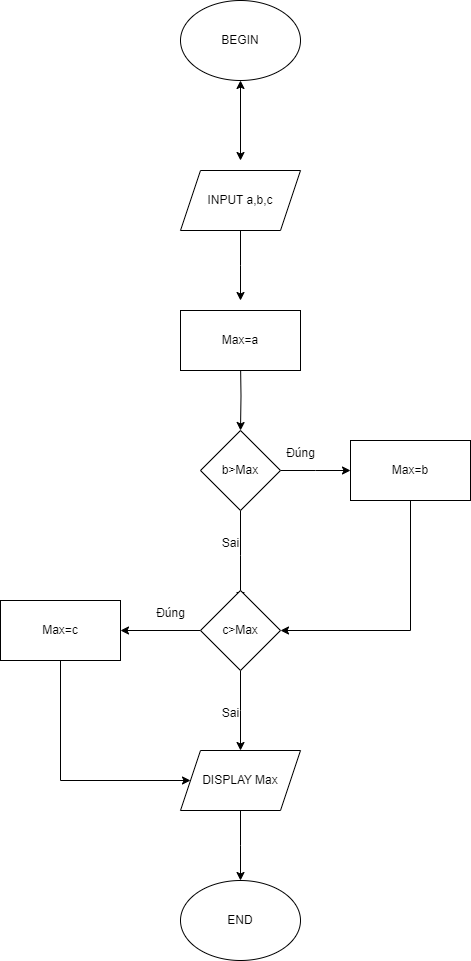 BEGIN
INPUT a,b,c
Max=a
b>Max
Đúng
Max=b
Sai
c>Max
Đúng
Max=c
Sai
DISPLAY Max
END